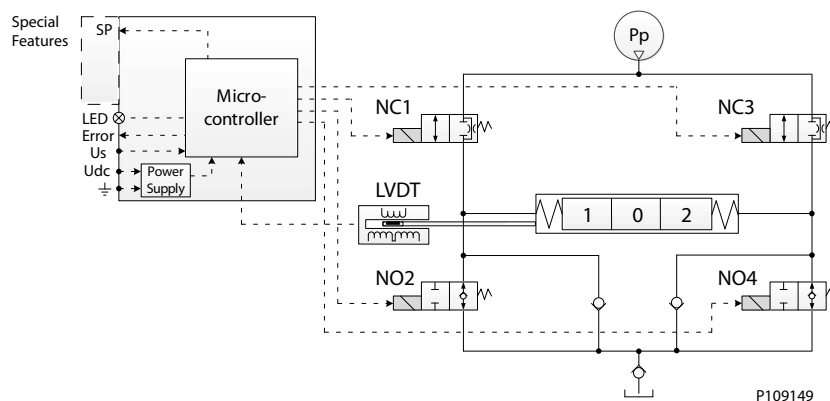 Special
Features
SP
Pp
Micro-
controller
NC1
NC3
LED
Error
Us
Udc
Power
Supply
LVDT
1 0 2
NO2
NO4
P109149